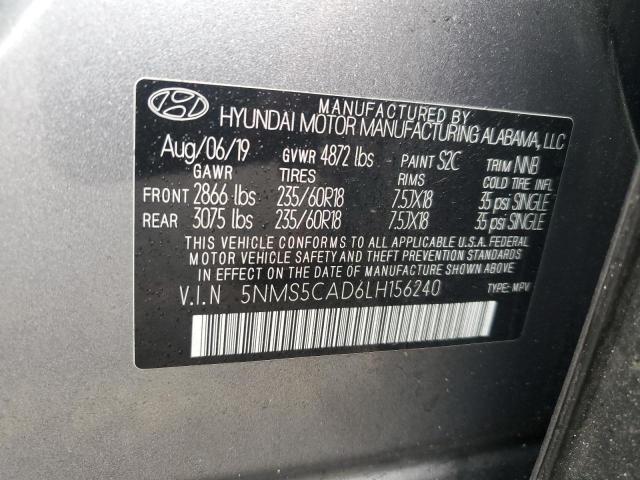 MANUFACTURED BY
HYUNDAI MOTOR MANUFACTURING ALABAMA, LLC
Aug/06/19 GVWR 4872 lbs PAINT S2C TRIM NNB
GAWR TIRES RIMS COLD TIRE INFL
FRONT 2866 lbs 235/60R18 7.5JX18 35 psi SINGLE
REAR 3075 lbs 235/60R18 7.5JX18 35 psi SINGLE
THIS VEHICLE CONFORMS TO ALL APPLICABLE U.S.A. FEDERAL
MOTOR VEHICLE SAFETY AND THEFT PREVENTION STANDARDS
IN EFFECT ON THE DATE OF MANUFACTURE SHOWN ABOVE.
V.I.N 5NMS5CAD6LH156240 TYPE: MPV